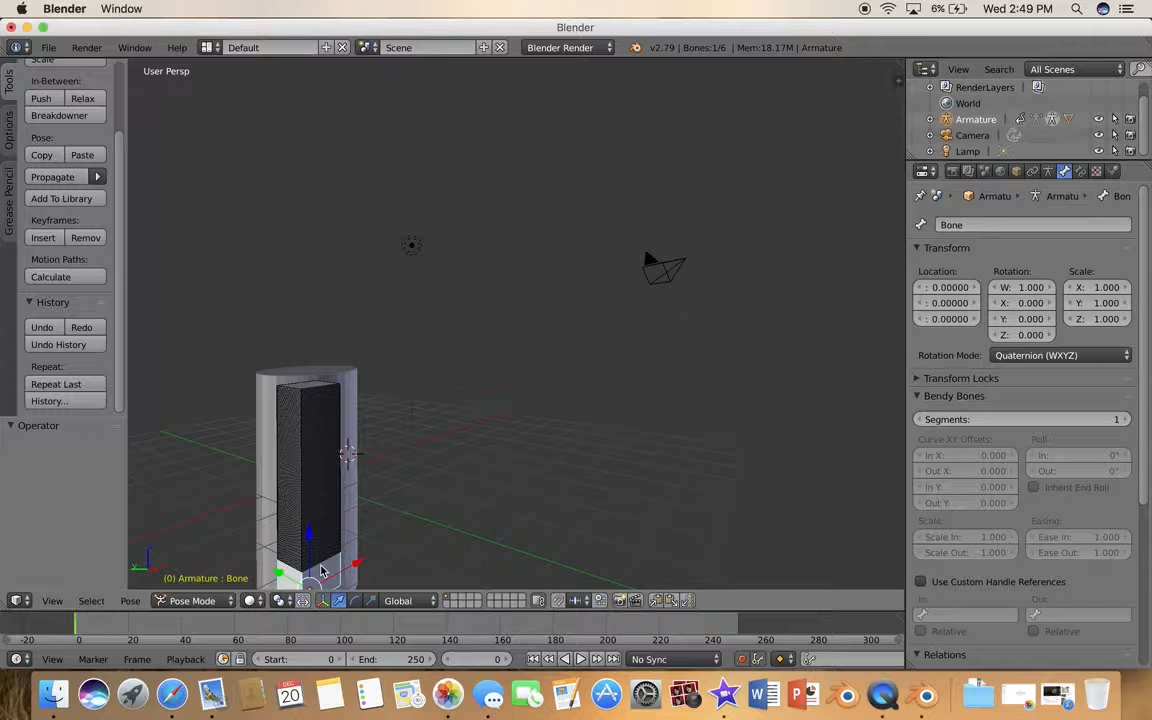 Blender Window 6% Wed 2:49 PM
Blender
File Render Window Help Default Scene Blender Render v2.79 | Bones:1/6 | Mem:18.17M | Armature
User Persp
View Search All Scenes
RenderLayers
World
Armature
Camera
Lamp
Tools
Options
Grease Pencil
Scale
In-Between:
Push Relax
Breakdowner
Pose:
Copy Paste
Propagate
Add To Library
Keyframes:
Insert Remov
Motion Paths:
Calculate
History
Undo Redo
Undo History
Repeat:
Repeat Last
History...
Operator
Armatu Armatu Bon
Bone
Transform
Location: Rotation: Scale:
: 0.00000 W: 1.000 X: 1.000
: 0.00000 X: 0.000 Y: 1.000
: 0.00000 Y: 0.000 Z: 1.000
Z: 0.000
Rotation Mode: Quaternion (WXYZ)
Transform Locks
Bendy Bones
Segments: 1
Curve XY Offsets: Roll:
In X: 0.000 In: 0°
Out X: 0.000 Out: 0°
In Y: 0.000 Inherit End Roll
Out Y: 0.000
Scale: Easing:
Scale In: 1.000 Ease In: 1.000
Scale Out: 1.000 Ease Out: 1.000
Use Custom Handle References
In: Out:
Relative Relative
Relations
(0) Armature : Bone
View Select Pose Pose Mode Global
-20 0 20 40 60 80 100 120 140 160 180 200 220 240 260 280 300
View Marker Frame Playback Start: 0 End: 250 0 No Sync
DEC
20